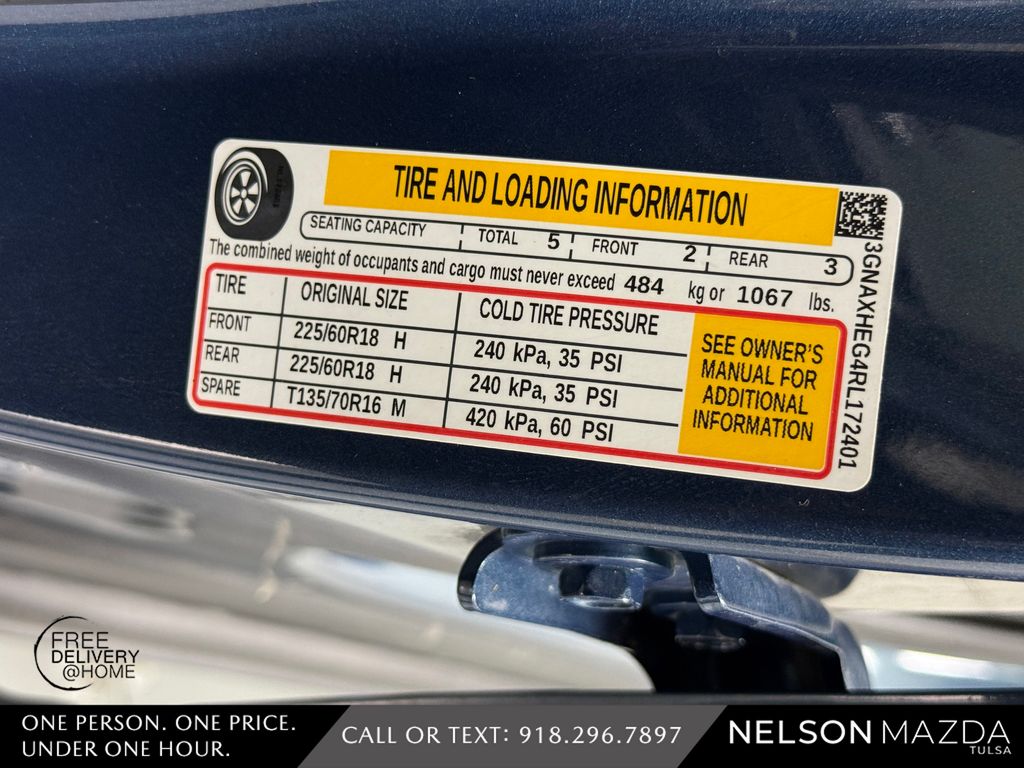 TIRE AND LOADING INFORMATION
SEATING CAPACITY TOTAL 5 FRONT 2 REAR 3
The combined weight of occupants and cargo must never exceed 484 kg or 1067 lbs.
TIRE ORIGINAL SIZE COLD TIRE PRESSURE
FRONT 225/60R18 H 240 kPa, 35 PSI
REAR 225/60R18 H 240 kPa, 35 PSI
SPARE T135/70R16 M 420 kPa, 60 PSI
SEE OWNER'S
MANUAL FOR
ADDITIONAL
INFORMATION
3GNAXHEG4RL172401
FREE
DELIVERY
@HOME
ONE PERSON. ONE PRICE.
UNDER ONE HOUR.
CALL OR TEXT: 918.296.7897
NELSON MAZDA
TULSA